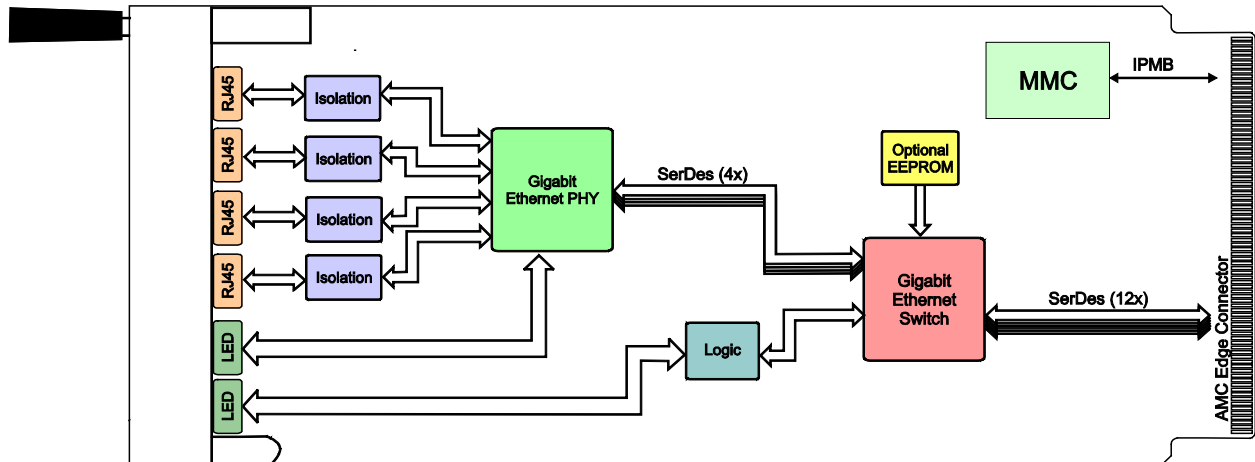 RJ45
Isolation
RJ45
Isolation
RJ45
Isolation
RJ45
Isolation
LED
LED
Gigabit
Ethernet PHY
SerDes (4x)
Logic
Optional
EEPROM
Gigabit
Ethernet
Switch
MMC
IPMB
SerDes (12x)
AMC Edge Connector